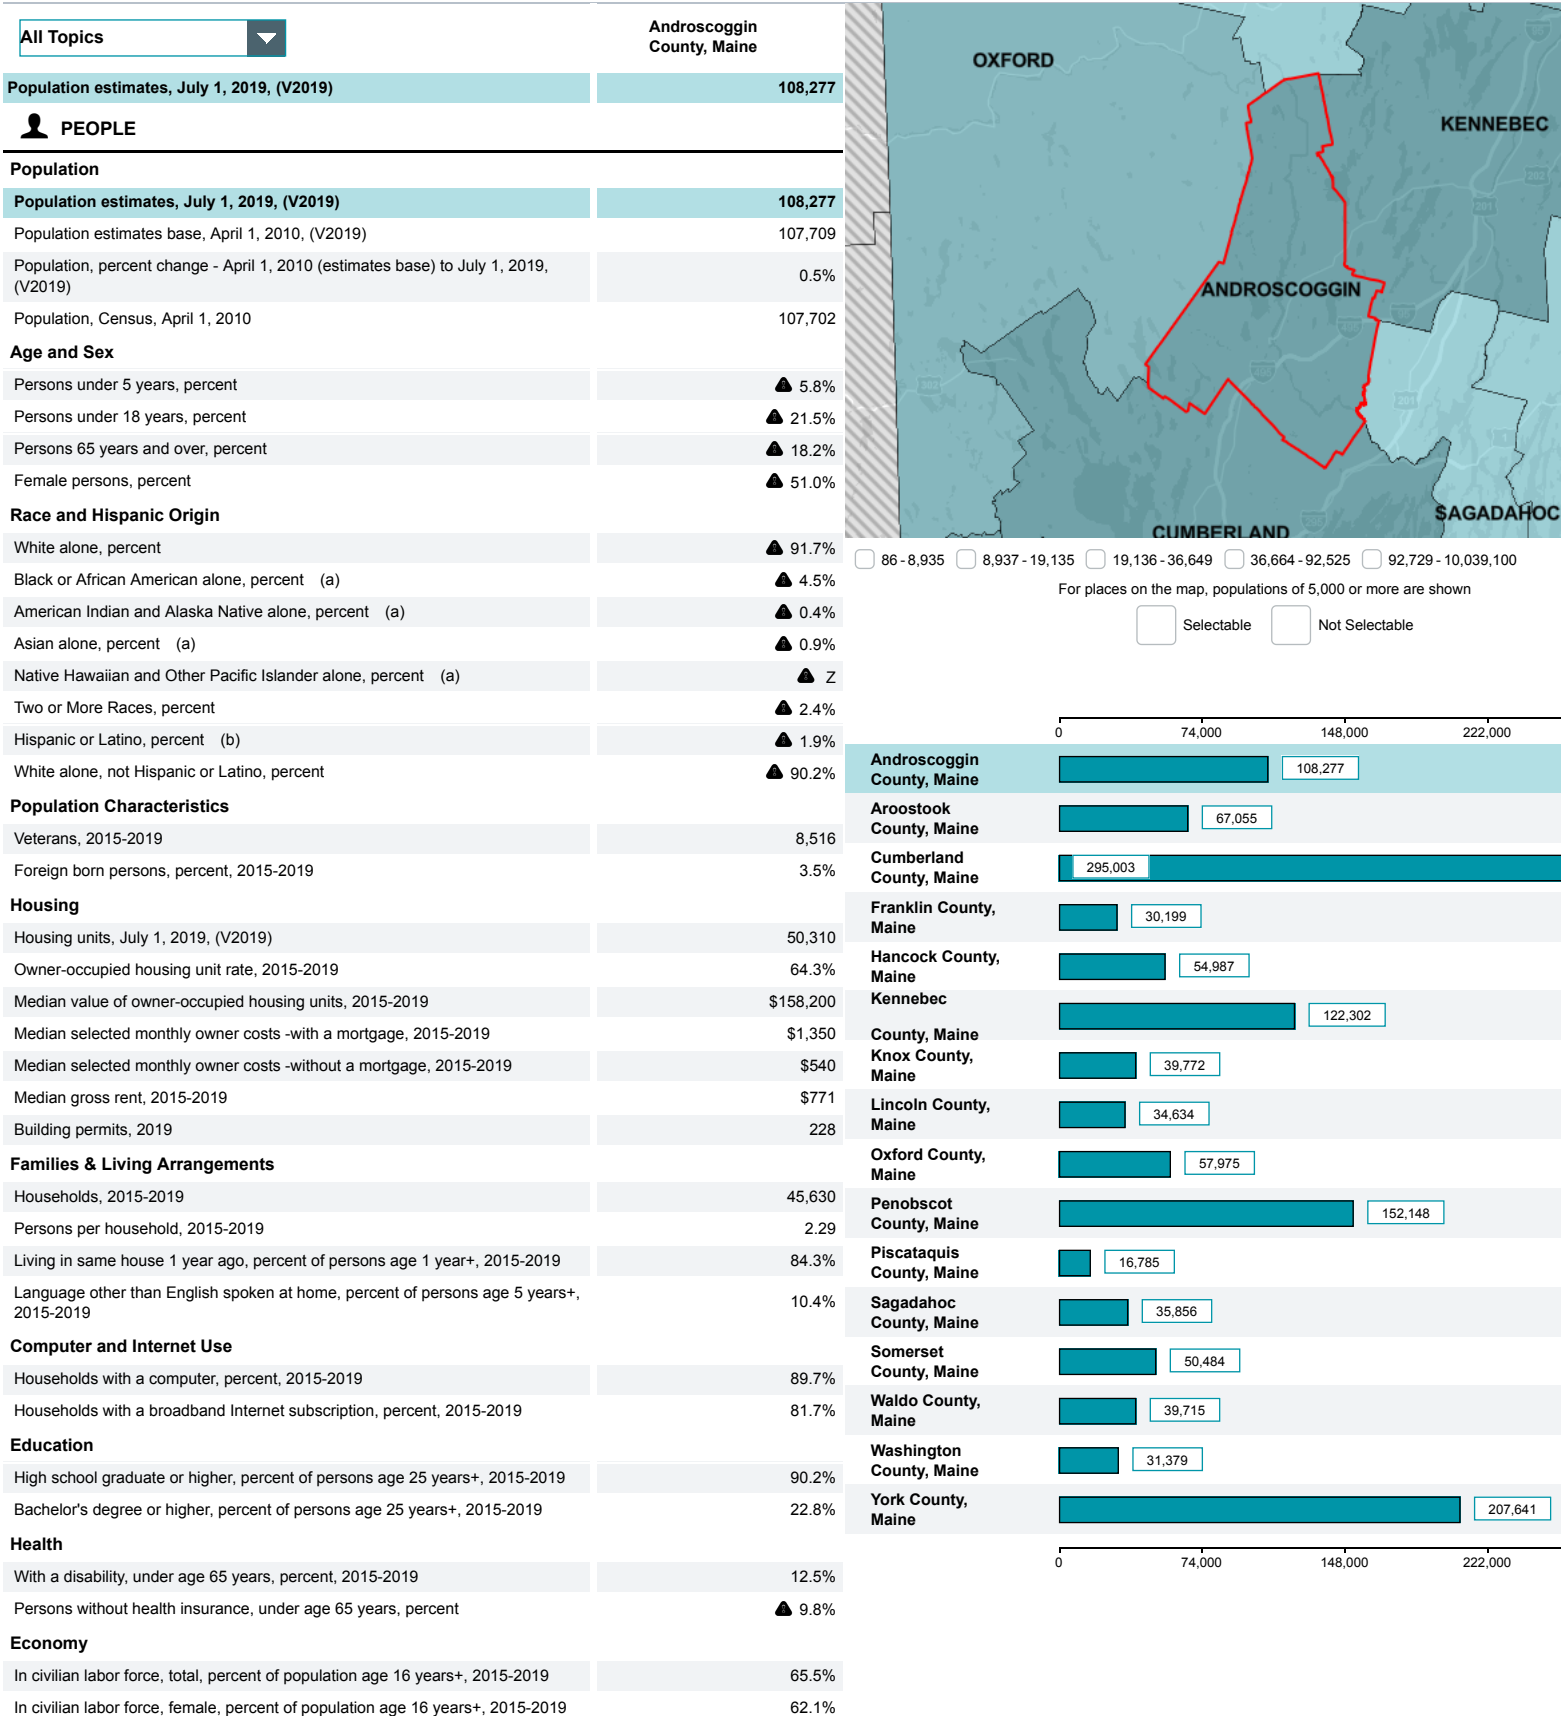 All Topics
Androscoggin
County, Maine
Population estimates, July 1, 2019, (V2019) 108,277
PEOPLE
Population
Population estimates, July 1, 2019, (V2019) 108,277
Population estimates base, April 1, 2010, (V2019) 107,709
Population, percent change - April 1, 2010 (estimates base) to July 1, 2019,
(V2019) 0.5%
Population, Census, April 1, 2010 107,702
Age and Sex
Persons under 5 years, percent 5.8%
Persons under 18 years, percent 21.5%
Persons 65 years and over, percent 18.2%
Female persons, percent 51.0%
Race and Hispanic Origin
White alone, percent 91.7%
Black or African American alone, percent (a) 4.5%
American Indian and Alaska Native alone, percent (a) 0.4%
Asian alone, percent (a) 0.9%
Native Hawaiian and Other Pacific Islander alone, percent (a) Z
Two or More Races, percent 2.4%
Hispanic or Latino, percent (b) 1.9%
White alone, not Hispanic or Latino, percent 90.2%
Population Characteristics
Veterans, 2015-2019 8,516
Foreign born persons, percent, 2015-2019 3.5%
Housing
Housing units, July 1, 2019, (V2019) 50,310
Owner-occupied housing unit rate, 2015-2019 64.3%
Median value of owner-occupied housing units, 2015-2019 $158,200
Median selected monthly owner costs -with a mortgage, 2015-2019 $1,350
Median selected monthly owner costs -without a mortgage, 2015-2019 $540
Median gross rent, 2015-2019 $771
Building permits, 2019 228
Families & Living Arrangements
Households, 2015-2019 45,630
Persons per household, 2015-2019 2.29
Living in same house 1 year ago, percent of persons age 1 year+, 2015-2019 84.3%
Language other than English spoken at home, percent of persons age 5 years+,
2015-2019 10.4%
Computer and Internet Use
Households with a computer, percent, 2015-2019 89.7%
Households with a broadband Internet subscription, percent, 2015-2019 81.7%
Education
High school graduate or higher, percent of persons age 25 years+, 2015-2019 90.2%
Bachelor's degree or higher, percent of persons age 25 years+, 2015-2019 22.8%
Health
With a disability, under age 65 years, percent, 2015-2019 12.5%
Persons without health insurance, under age 65 years, percent 9.8%
Economy
In civilian labor force, total, percent of population age 16 years+, 2015-2019 65.5%
In civilian labor force, female, percent of population age 16 years+, 2015-2019 62.1%
OXFORD
KENNEBEC
202
201
ANDROSCOGGIN
302
201
1
SAGADAHOC
CUMBERLAND
86 - 8,935 8,937 - 19,135 19,136 - 36,649 36,664 - 92,525 92,729 - 10,039,100
For places on the map, populations of 5,000 or more are shown
Selectable Not Selectable
0 74,000 148,000 222,000
Androscoggin
County, Maine 108,277
Aroostook
County, Maine 67,055
Cumberland
County, Maine 295,003
Franklin County,
Maine 30,199
Hancock County,
Maine 54,987
Kennebec
County, Maine 122,302
Knox County,
Maine 39,772
Lincoln County,
Maine 34,634
Oxford County,
Maine 57,975
Penobscot
County, Maine 152,148
Piscataquis
County, Maine 16,785
Sagadahoc
County, Maine 35,856
Somerset
County, Maine 50,484
Waldo County,
Maine 39,715
Washington
County, Maine 31,379
York County,
Maine 207,641
0 74,000 148,000 222,000